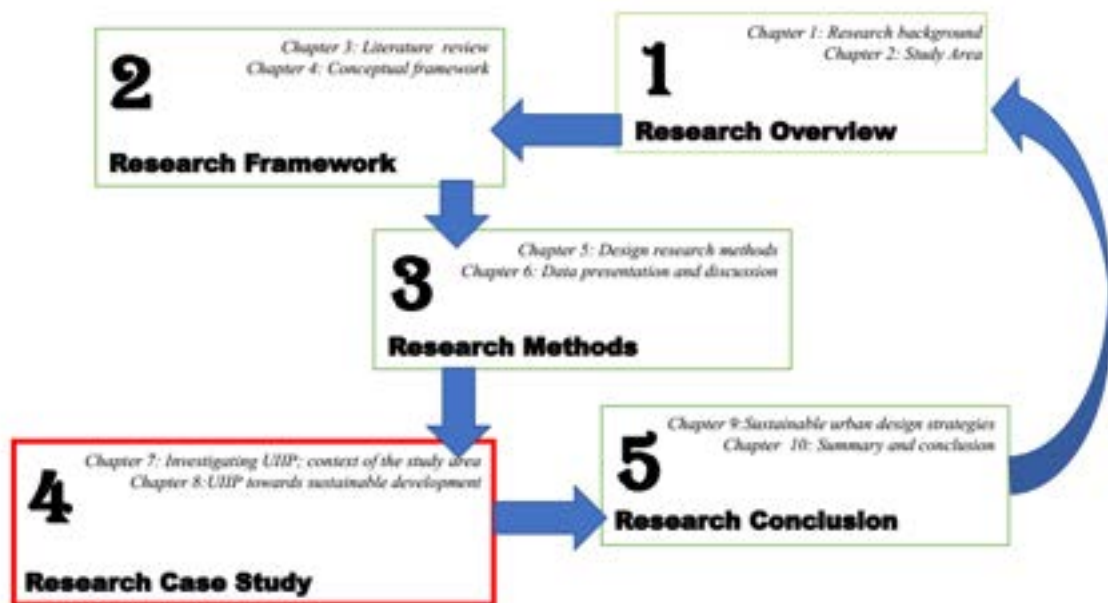 1
Chapter 1: Research background
Chapter 2: Study Area
Research Overview
2
Chapter 3: Literature review
Chapter 4: Conceptual framework
Research Framework
3
Chapter 5: Design research methods
Chapter 6: Data presentation and discussion
Research Methods
4
Chapter 7: Investigating UIIP; context of the study area
Chapter 8:UIIP towards sustainable development
Research Case Study
5
Chapter 9:Sustainable urban design strategies
Chapter 10: Summary and conclusion
Research Conclusion